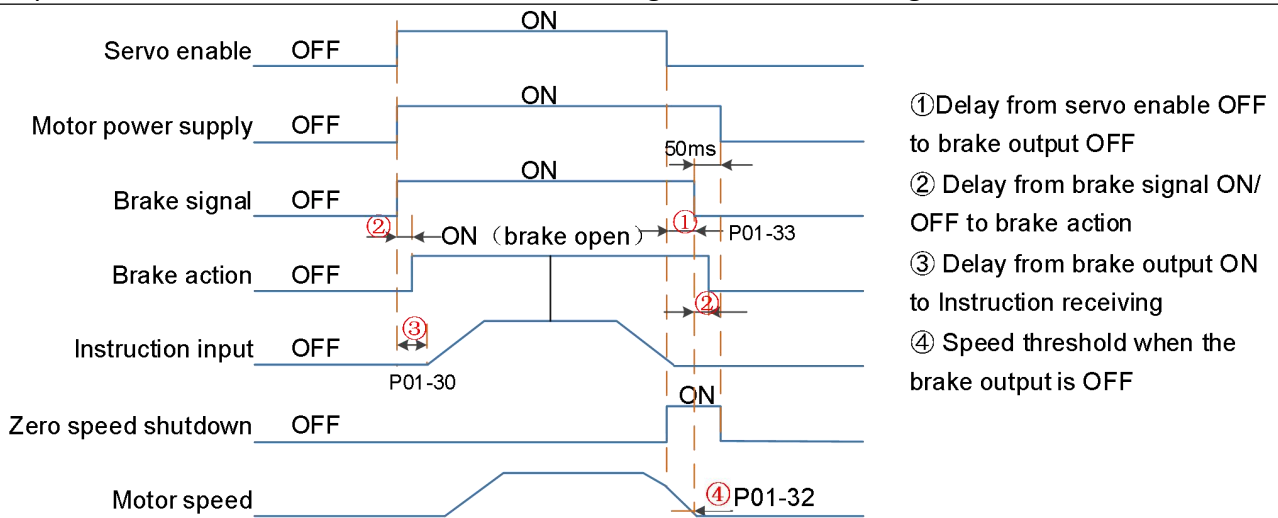 ON
Servo enable OFF
ON
Motor power supply OFF
50ms
ON
Brake signal OFF
② ① P01-33
ON（brake open）
Brake action OFF
②
③
Instruction input OFF
P01-30
ON
Zero speed shutdown OFF
④ P01-32
Motor speed
①Delay from servo enable OFF
to brake output OFF
② Delay from brake signal ON/
OFF to brake action
③ Delay from brake output ON
to Instruction receiving
④ Speed threshold when the
brake output is OFF